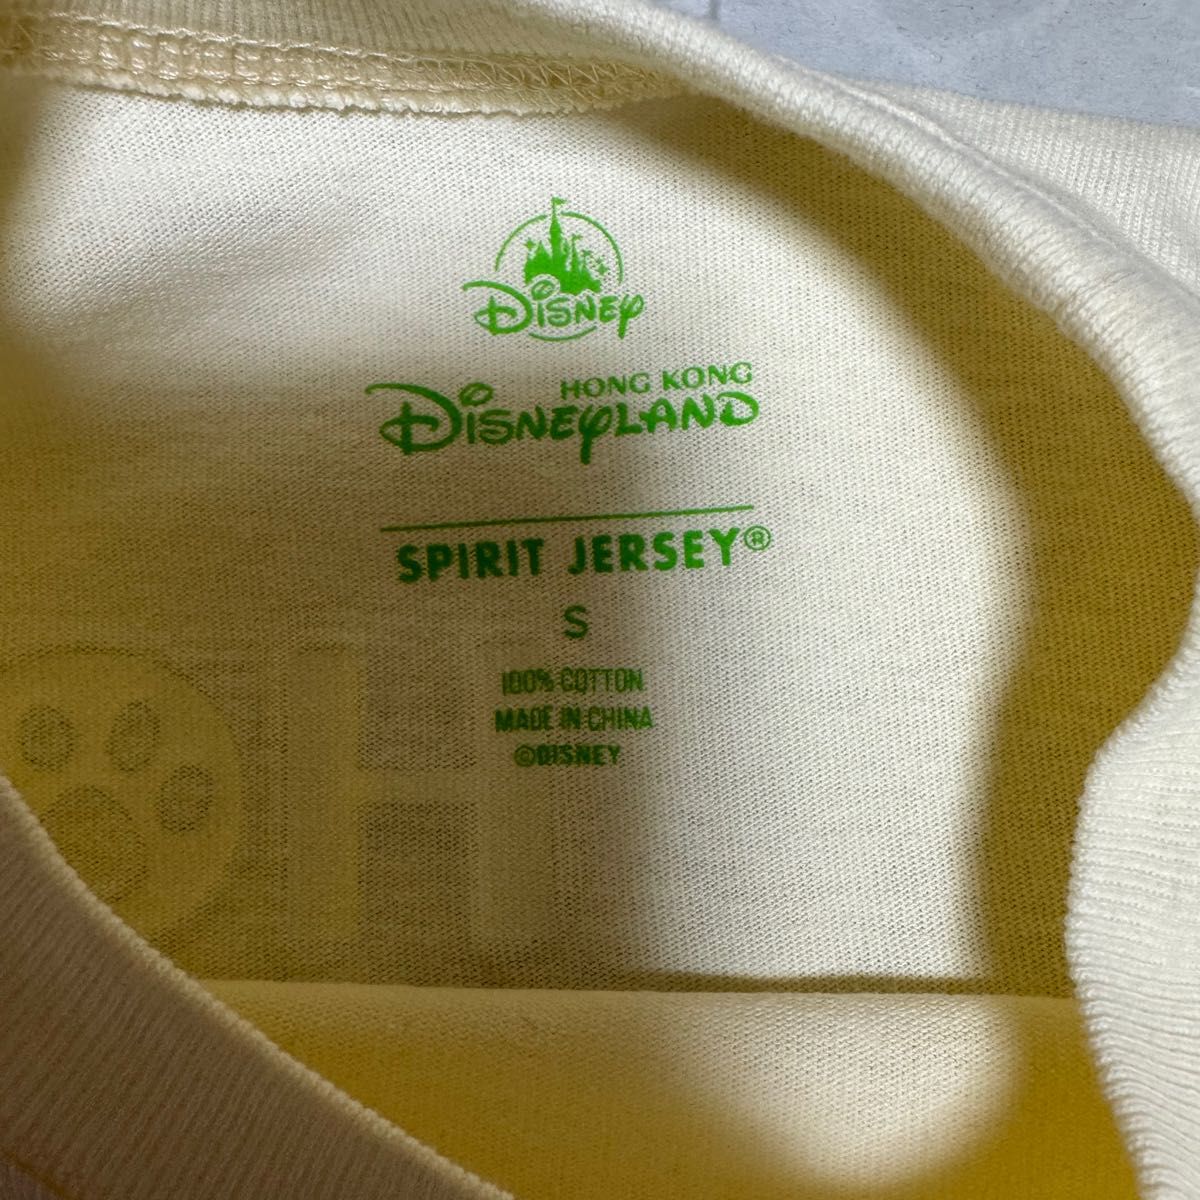 Disney
HONG KONG
Disneyland
SPIRIT JERSEY®
S
100% COTTON
MADE IN CHINA
©DISNEY